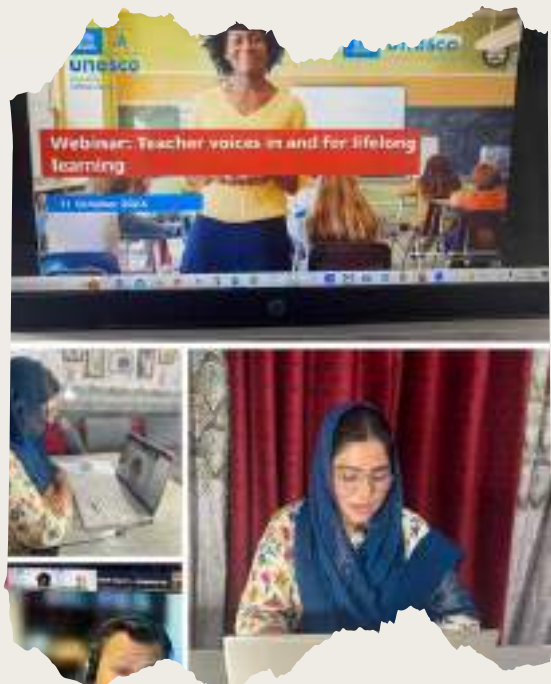 unesco
unesco
Webinar: Teacher voices in and for lifelong
learning
11 October 2024